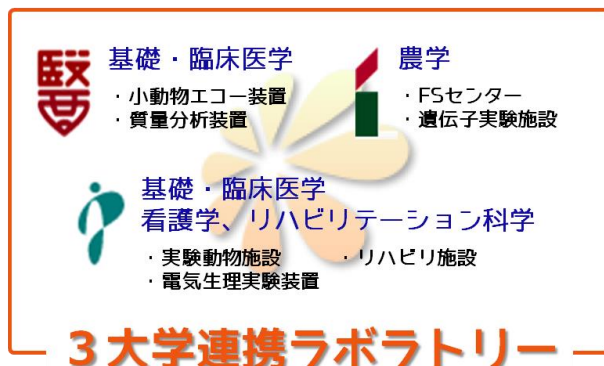 醫
基礎・臨床医学
・小動物エコー装置
・質量分析装置
農学
・FSセンター
・遺伝子実験施設
基礎・臨床医学
看護学、リハビリテーション科学
・実験動物施設 ・リハビリ施設
・電気生理実験装置
3大学連携ラボラトリー